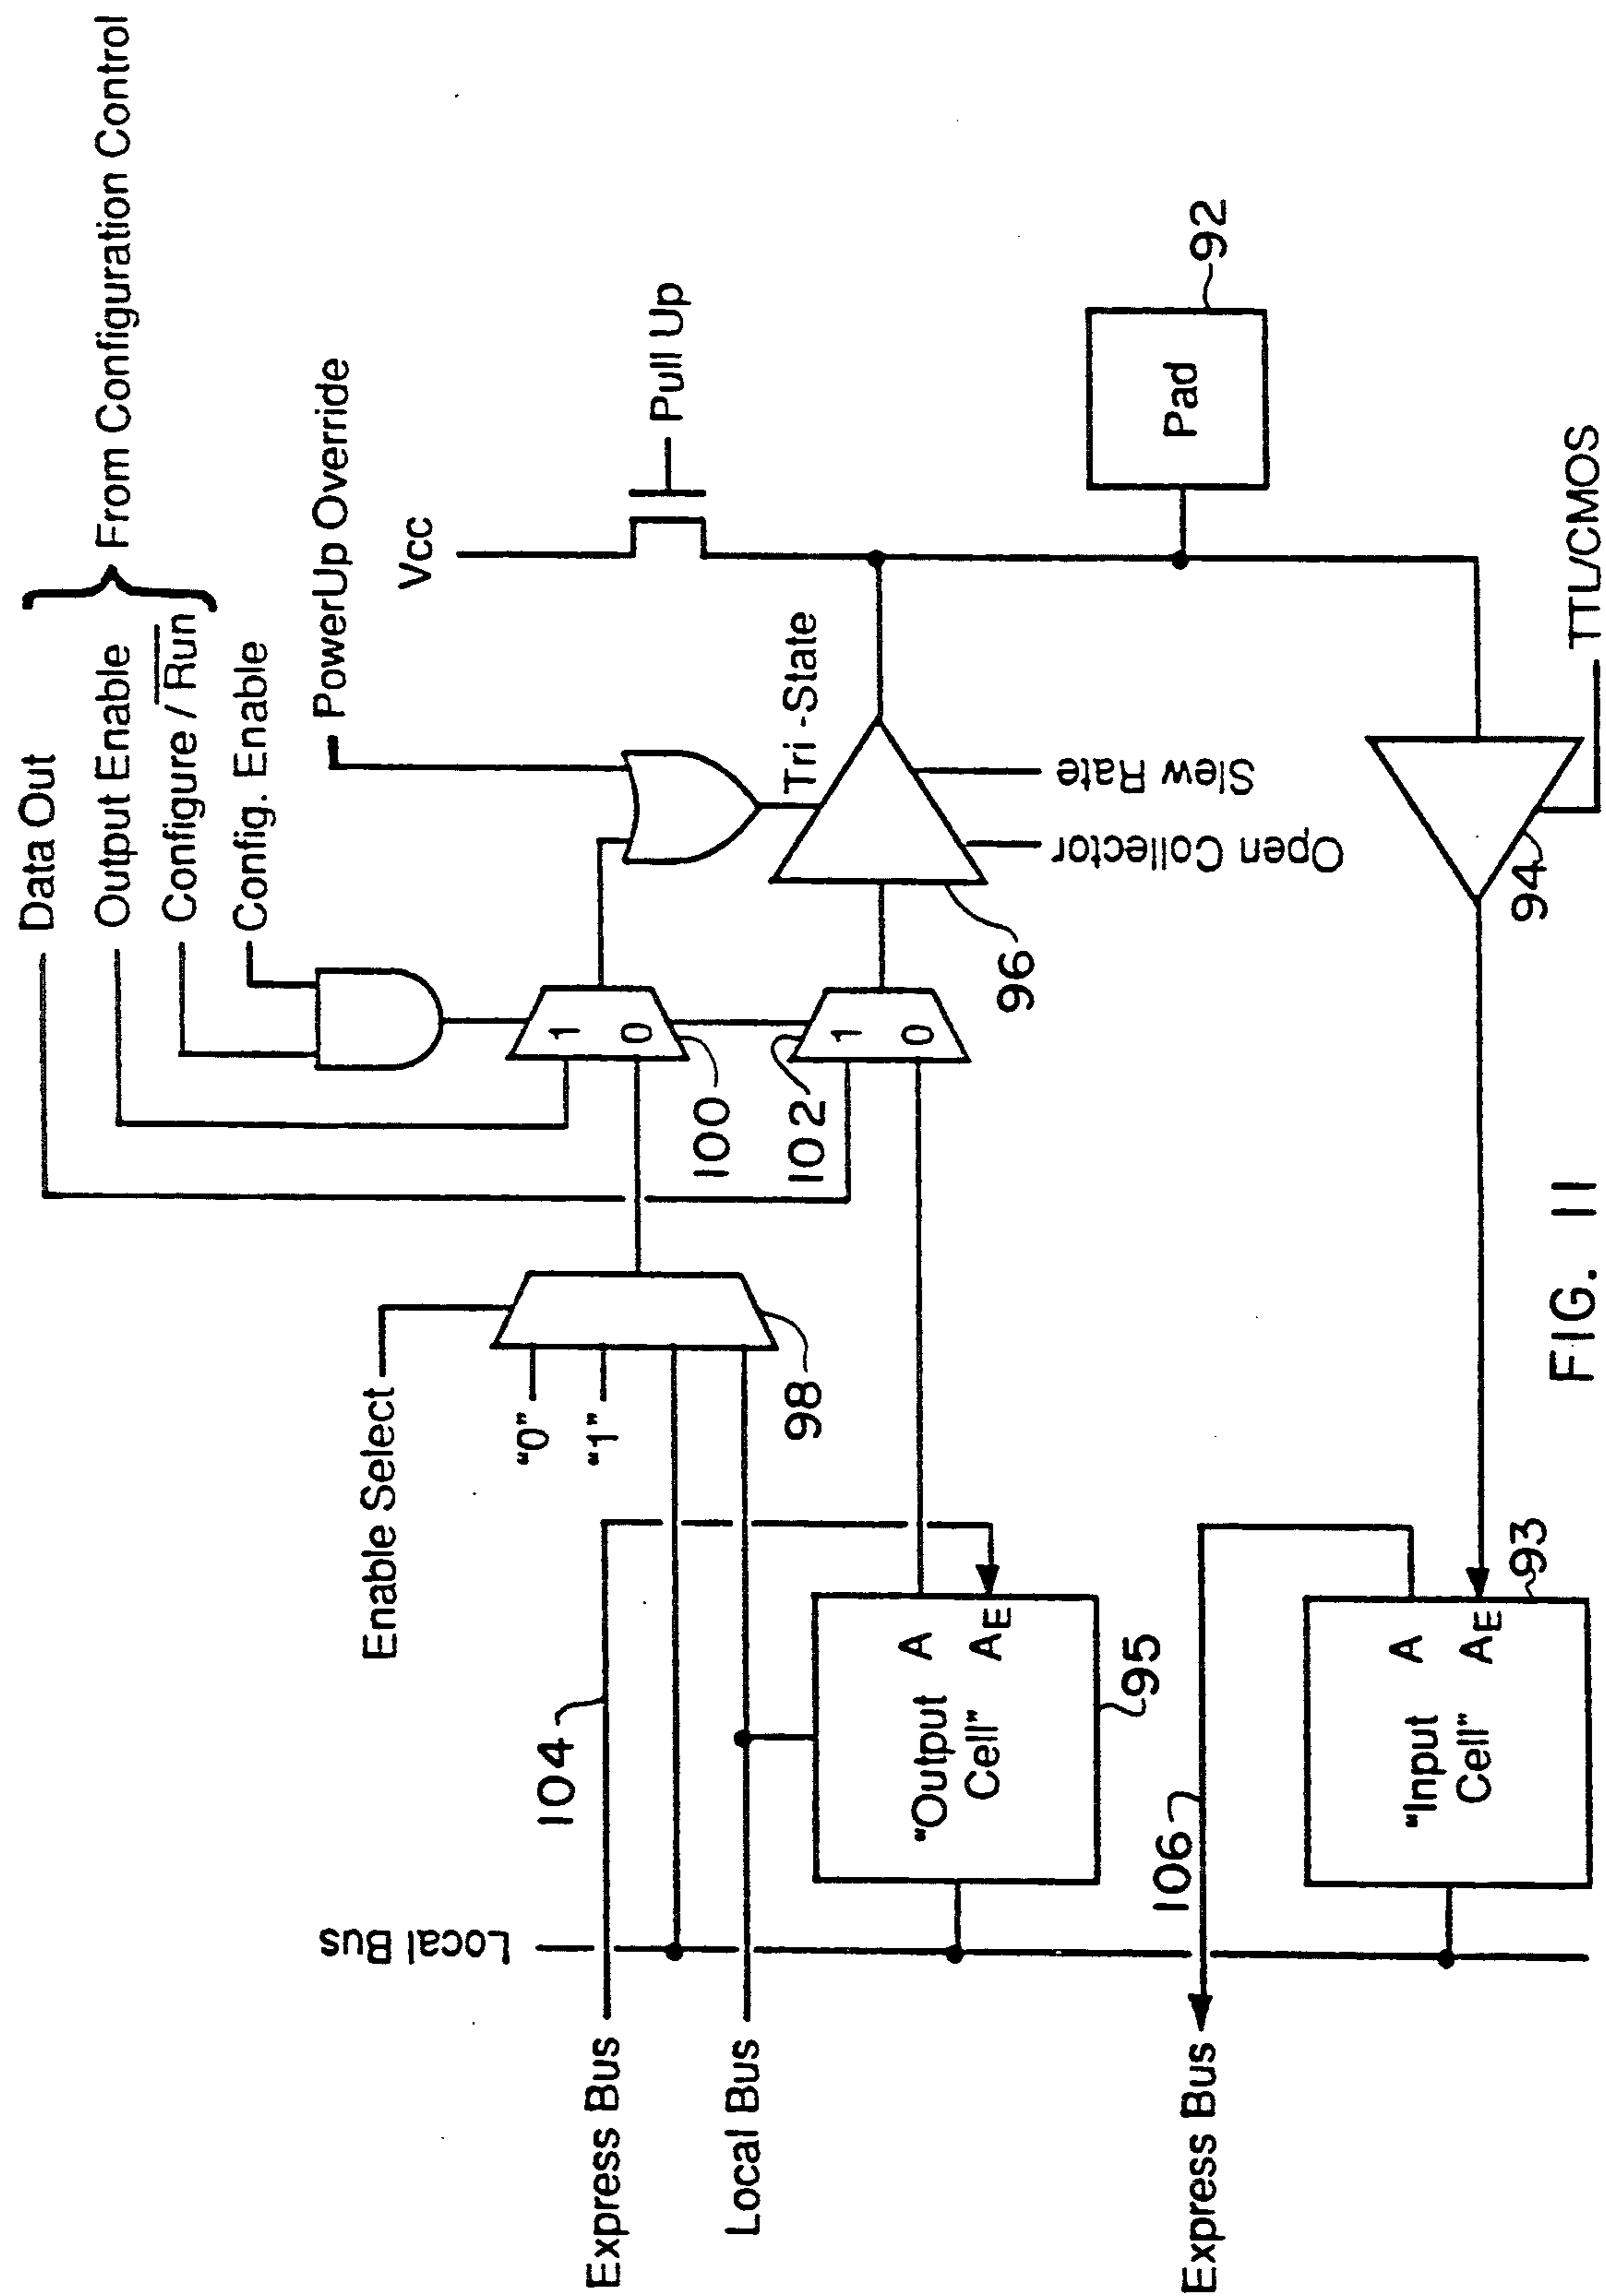 Data Out
Output Enable
Configure / Run
From Configuration Control
Config. Enable
PowerUp Override
Enable Select
Vcc
Pull Up
"0"
"1"
98
100
102
Tri-State
Slew Rate
Open Collector
96
Pad
92
TTL/CMOS
94
Local Bus
Express Bus
104
Local Bus
"Output
Cell"
A
AE
95
Express Bus
106
"Input
Cell"
A
AE
93
FIG. 11